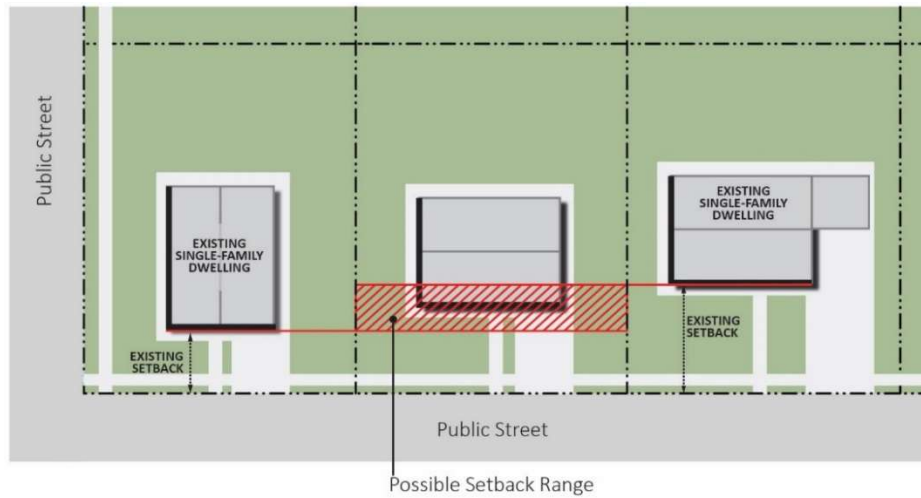 Public Street
EXISTING
SINGLE-FAMILY
DWELLING
EXISTING
SINGLE-FAMILY
DWELLING
EXISTING
SETBACK
EXISTING
SETBACK
Public Street
Possible Setback Range